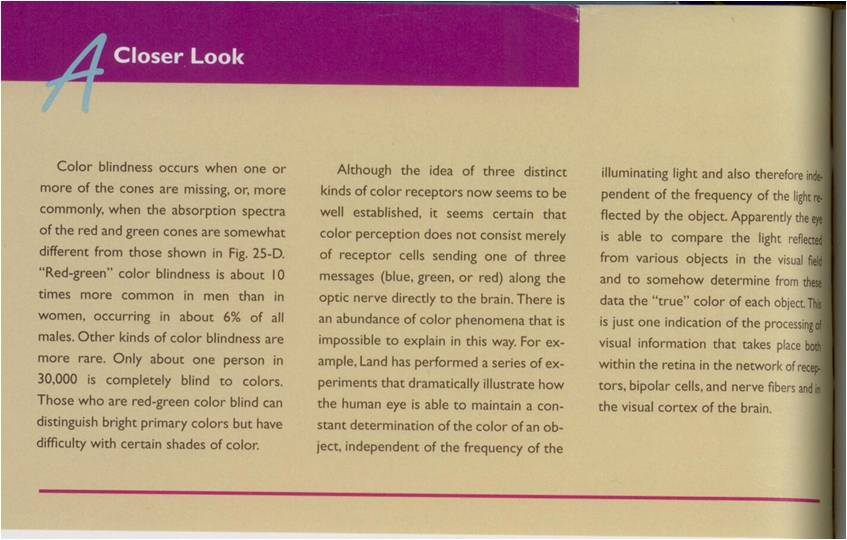 A Closer Look
Color blindness occurs when one or
more of the cones are missing, or, more
commonly, when the absorption spectra
of the red and green cones are somewhat
different from those shown in Fig. 25-D.
“Red-green” color blindness is about 10
times more common in men than in
women, occurring in about 6% of all
males. Other kinds of color blindness are
more rare. Only about one person in
30,000 is completely blind to colors.
Those who are red-green color blind can
distinguish bright primary colors but have
difficulty with certain shades of color.
Although the idea of three distinct
kinds of color receptors now seems to be
well established, it seems certain that
color perception does not consist merely
of receptor cells sending one of three
messages (blue, green, or red) along the
optic nerve directly to the brain. There is
an abundance of color phenomena that is
impossible to explain in this way. For ex-
ample, Land has performed a series of ex-
periments that dramatically illustrate how
the human eye is able to maintain a con-
stant determination of the color of an ob-
ject, independent of the frequency of the
illuminating light and also therefore inde-
pendent of the frequency of the light re-
flected by the object. Apparently the eye
is able to compare the light reflected
from various objects in the visual field
and to somehow determine from these
data the “true” color of each object. This
is just one indication of the processing of
visual information that takes place both
within the retina in the network of recep-
tors, bipolar cells, and nerve fibers and in
the visual cortex of the brain.